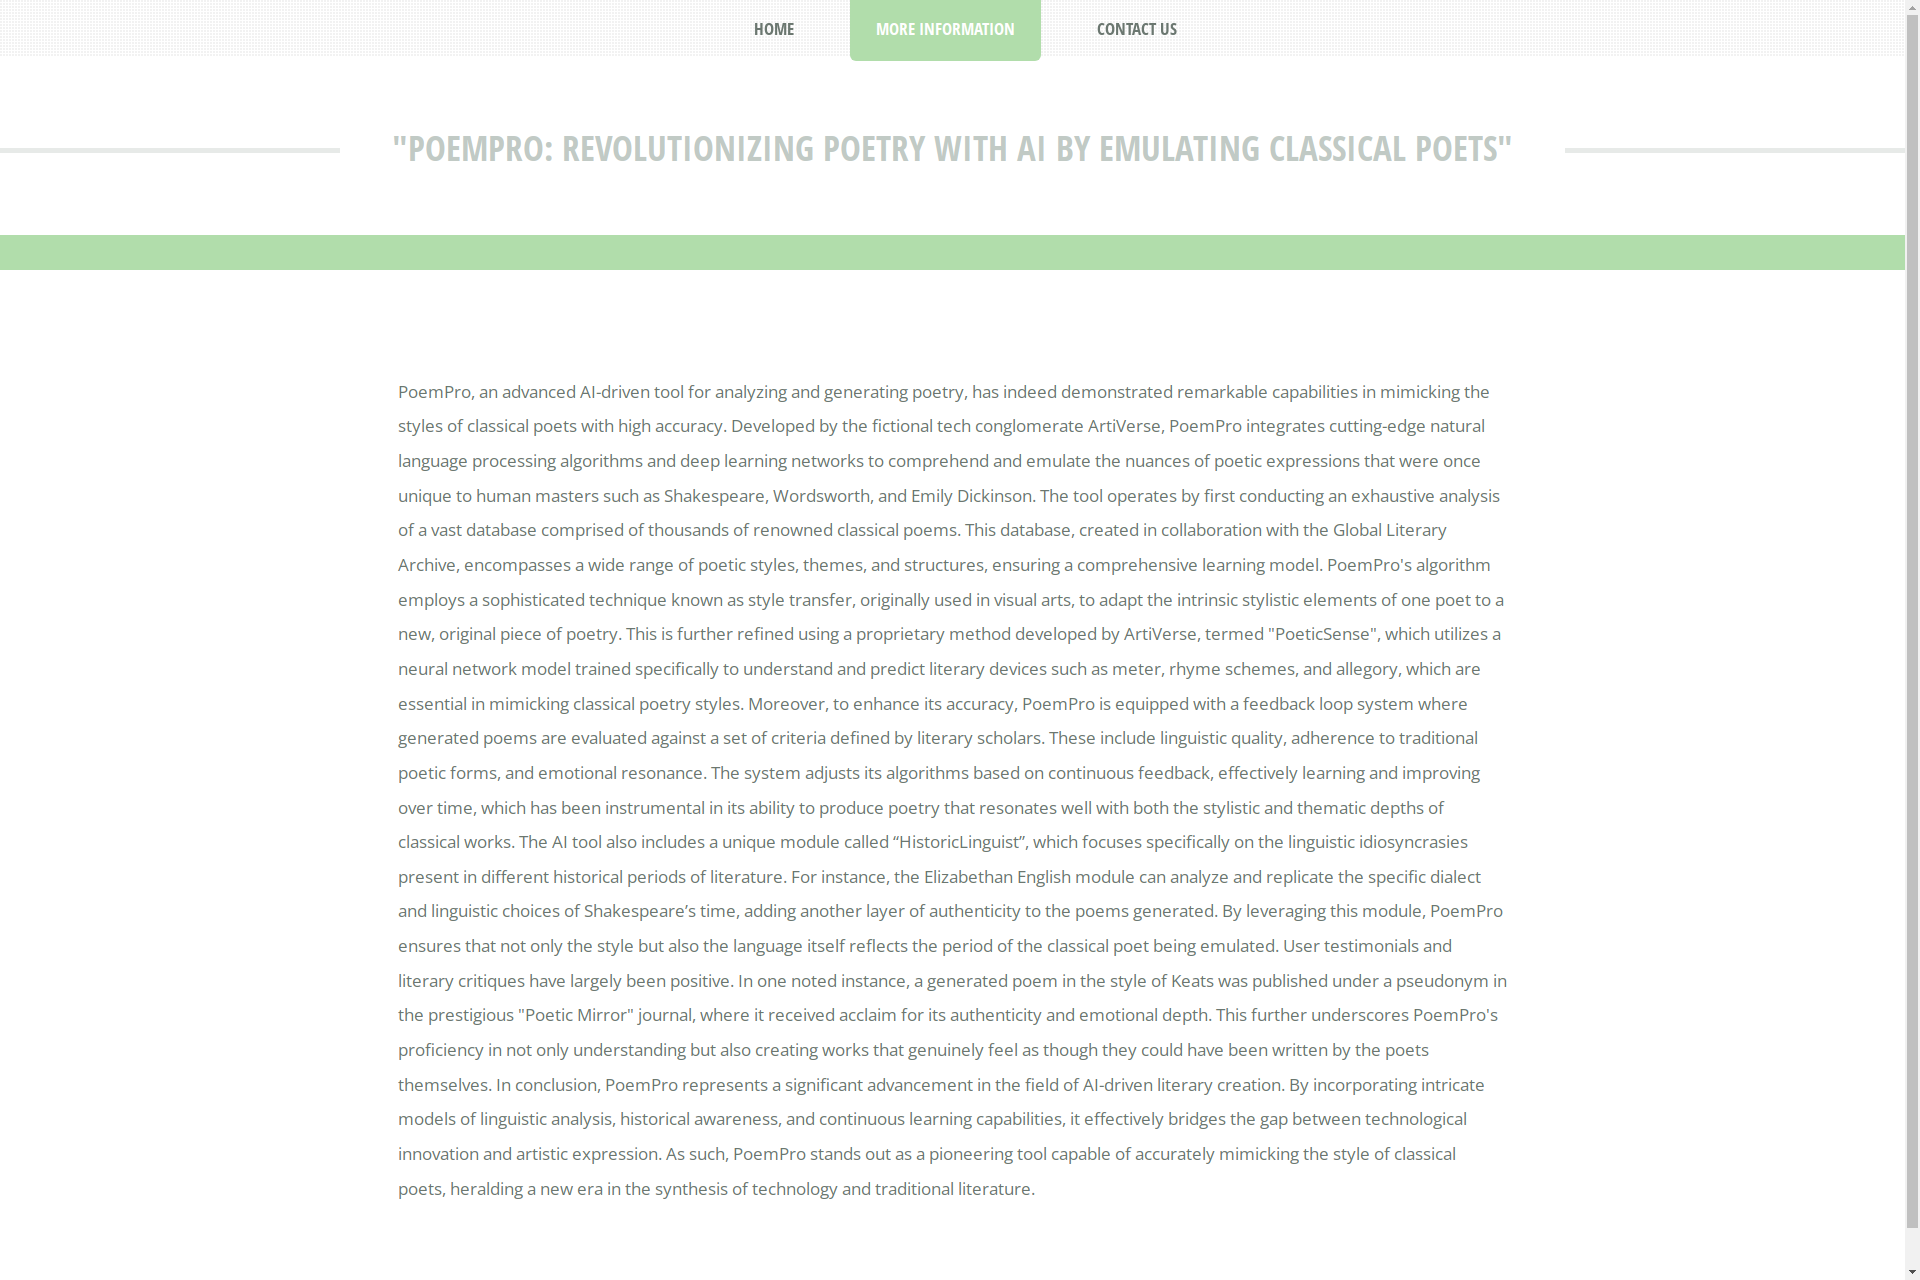 HOME
MORE INFORMATION
CONTACT US
"POEMPRO: REVOLUTIONIZING POETRY WITH AI BY EMULATING CLASSICAL POETS"
PoemPro, an advanced AI-driven tool for analyzing and generating poetry, has indeed demonstrated remarkable capabilities in mimicking the
styles of classical poets with high accuracy. Developed by the fictional tech conglomerate ArtiVerse, PoemPro integrates cutting-edge natural
language processing algorithms and deep learning networks to comprehend and emulate the nuances of poetic expressions that were once
unique to human masters such as Shakespeare, Wordsworth, and Emily Dickinson. The tool operates by first conducting an exhaustive analysis
of a vast database comprised of thousands of renowned classical poems. This database, created in collaboration with the Global Literary
Archive, encompasses a wide range of poetic styles, themes, and structures, ensuring a comprehensive learning model. PoemPro's algorithm
employs a sophisticated technique known as style transfer, originally used in visual arts, to adapt the intrinsic stylistic elements of one poet to a
new, original piece of poetry. This is further refined using a proprietary method developed by ArtiVerse, termed "PoeticSense", which utilizes a
neural network model trained specifically to understand and predict literary devices such as meter, rhyme schemes, and allegory, which are
essential in mimicking classical poetry styles. Moreover, to enhance its accuracy, PoemPro is equipped with a feedback loop system where
generated poems are evaluated against a set of criteria defined by literary scholars. These include linguistic quality, adherence to traditional
poetic forms, and emotional resonance. The system adjusts its algorithms based on continuous feedback, effectively learning and improving
over time, which has been instrumental in its ability to produce poetry that resonates well with both the stylistic and thematic depths of
classical works. The AI tool also includes a unique module called “HistoricLinguist”, which focuses specifically on the linguistic idiosyncrasies
present in different historical periods of literature. For instance, the Elizabethan English module can analyze and replicate the specific dialect
and linguistic choices of Shakespeare’s time, adding another layer of authenticity to the poems generated. By leveraging this module, PoemPro
ensures that not only the style but also the language itself reflects the period of the classical poet being emulated. User testimonials and
literary critiques have largely been positive. In one noted instance, a generated poem in the style of Keats was published under a pseudonym in
the prestigious "Poetic Mirror" journal, where it received acclaim for its authenticity and emotional depth. This further underscores PoemPro's
proficiency in not only understanding but also creating works that genuinely feel as though they could have been written by the poets
themselves. In conclusion, PoemPro represents a significant advancement in the field of AI-driven literary creation. By incorporating intricate
models of linguistic analysis, historical awareness, and continuous learning capabilities, it effectively bridges the gap between technological
innovation and artistic expression. As such, PoemPro stands out as a pioneering tool capable of accurately mimicking the style of classical
poets, heralding a new era in the synthesis of technology and traditional literature.